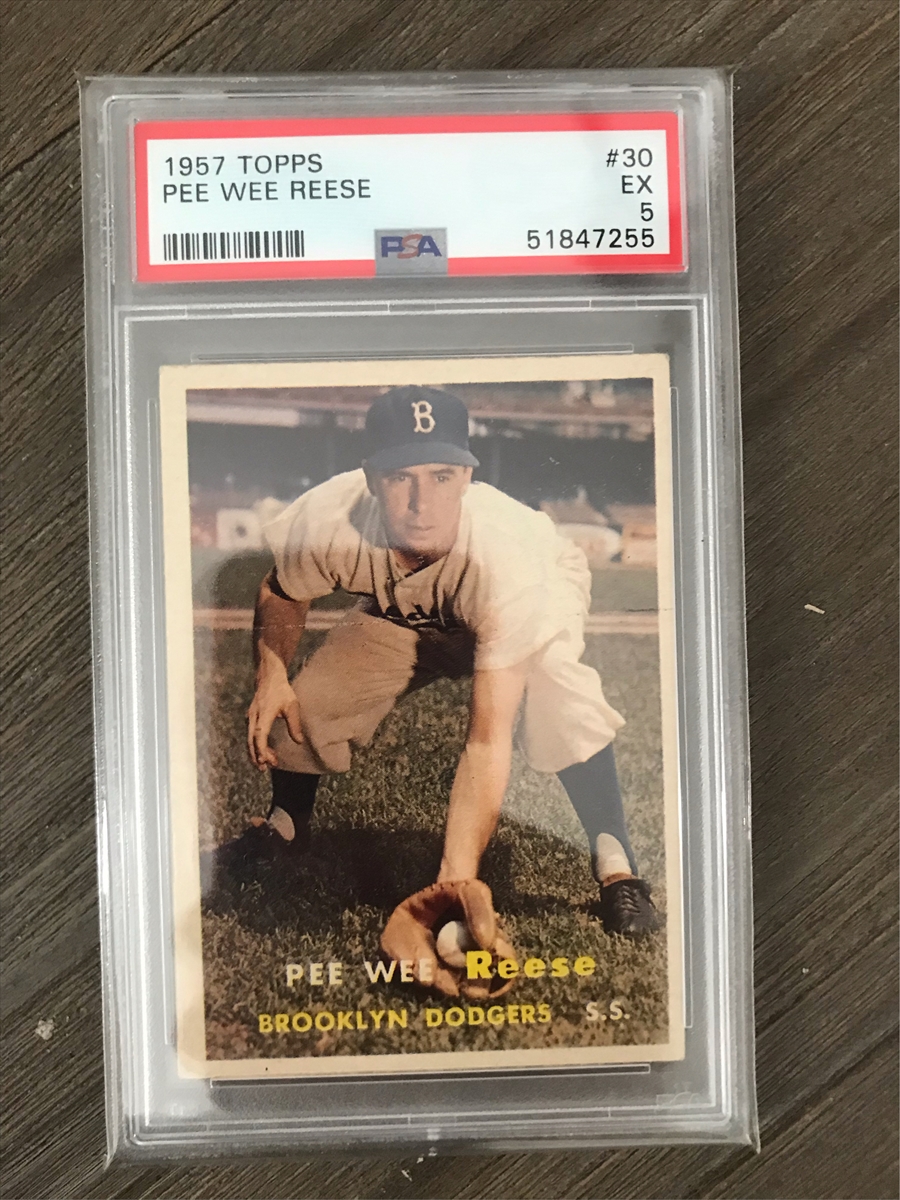 1957 TOPPS #30
PEE WEE REESE EX
5
PSA 51847255
B
PEE WEE Reese
BROOKLYN DODGERS S.S.